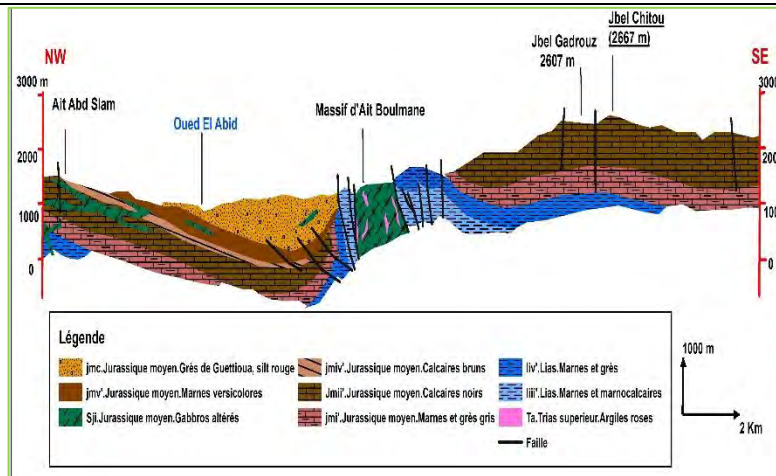 Jbel Chitou
(2667 m)
Jbel Gadrouz
2607 m
NW
SE
3000 m
3000 m
Ait Abd Slam
Massif d'Ait Boulmane
Oued El Abid
2000
2000
1000
1000
0
0
Légende
jmc.Jurassique moyen.Grès de Guettioua, silt rouge
jmiv'.Jurassique moyen.Calcaires bruns
liv'.Lias.Marnes et grès
jmv'.Jurassique moyen.Marnes versicolores
Jmii'.Jurassique moyen.Calcaires noirs
liii'.Lias.Marnes et marnocalcaires
Sji.Jurassique moyen.Gabbros altérés
jmi'.Jurassique moyen.Marnes et grès gris
Ta.Trias superieur.Argiles roses
Faille
1000 m
2 Km